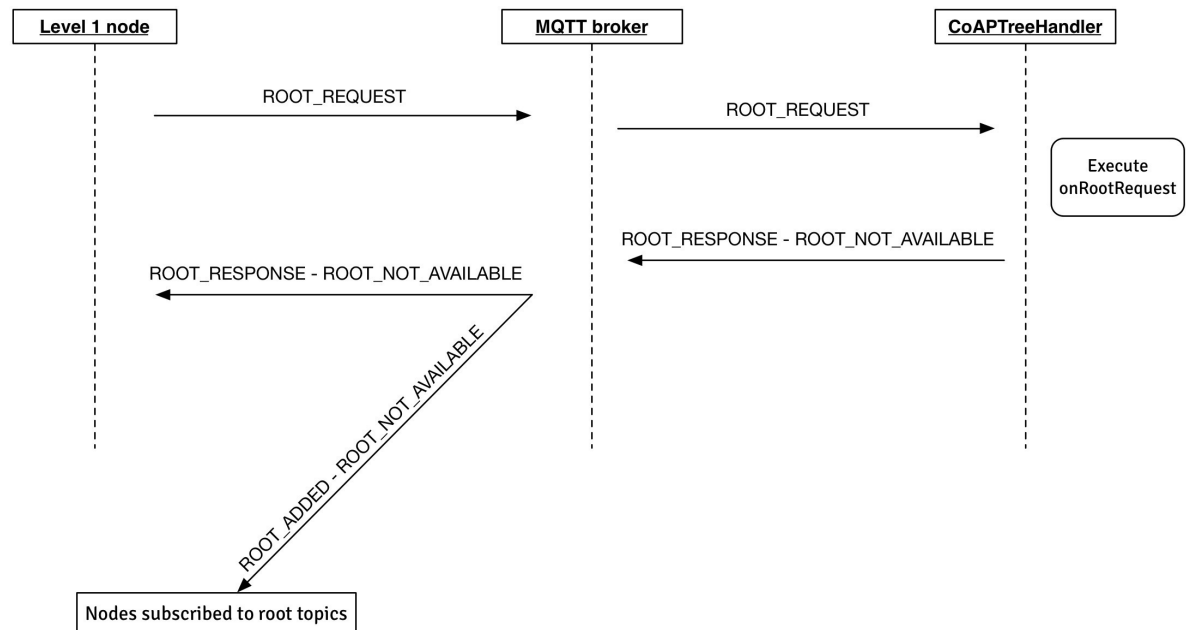 Level 1 node
MQTT broker
CoAPTreeHandler
ROOT_REQUEST
ROOT_REQUEST
Execute
onRootRequest
ROOT_RESPONSE - ROOT_NOT_AVAILABLE
ROOT_RESPONSE - ROOT_NOT_AVAILABLE
ROOT_ADDED - ROOT_NOT_AVAILABLE
Nodes subscribed to root topics